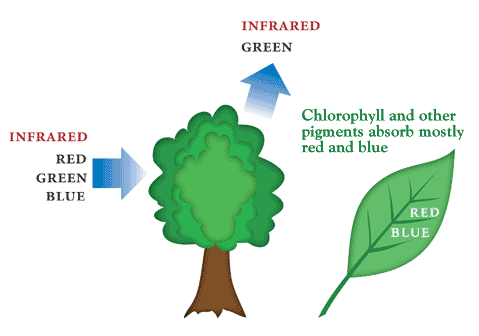 INFRARED
GREEN
INFRARED
RED
GREEN
BLUE
Chlorophyll and other
pigments absorb mostly
red and blue
RED
BLUE